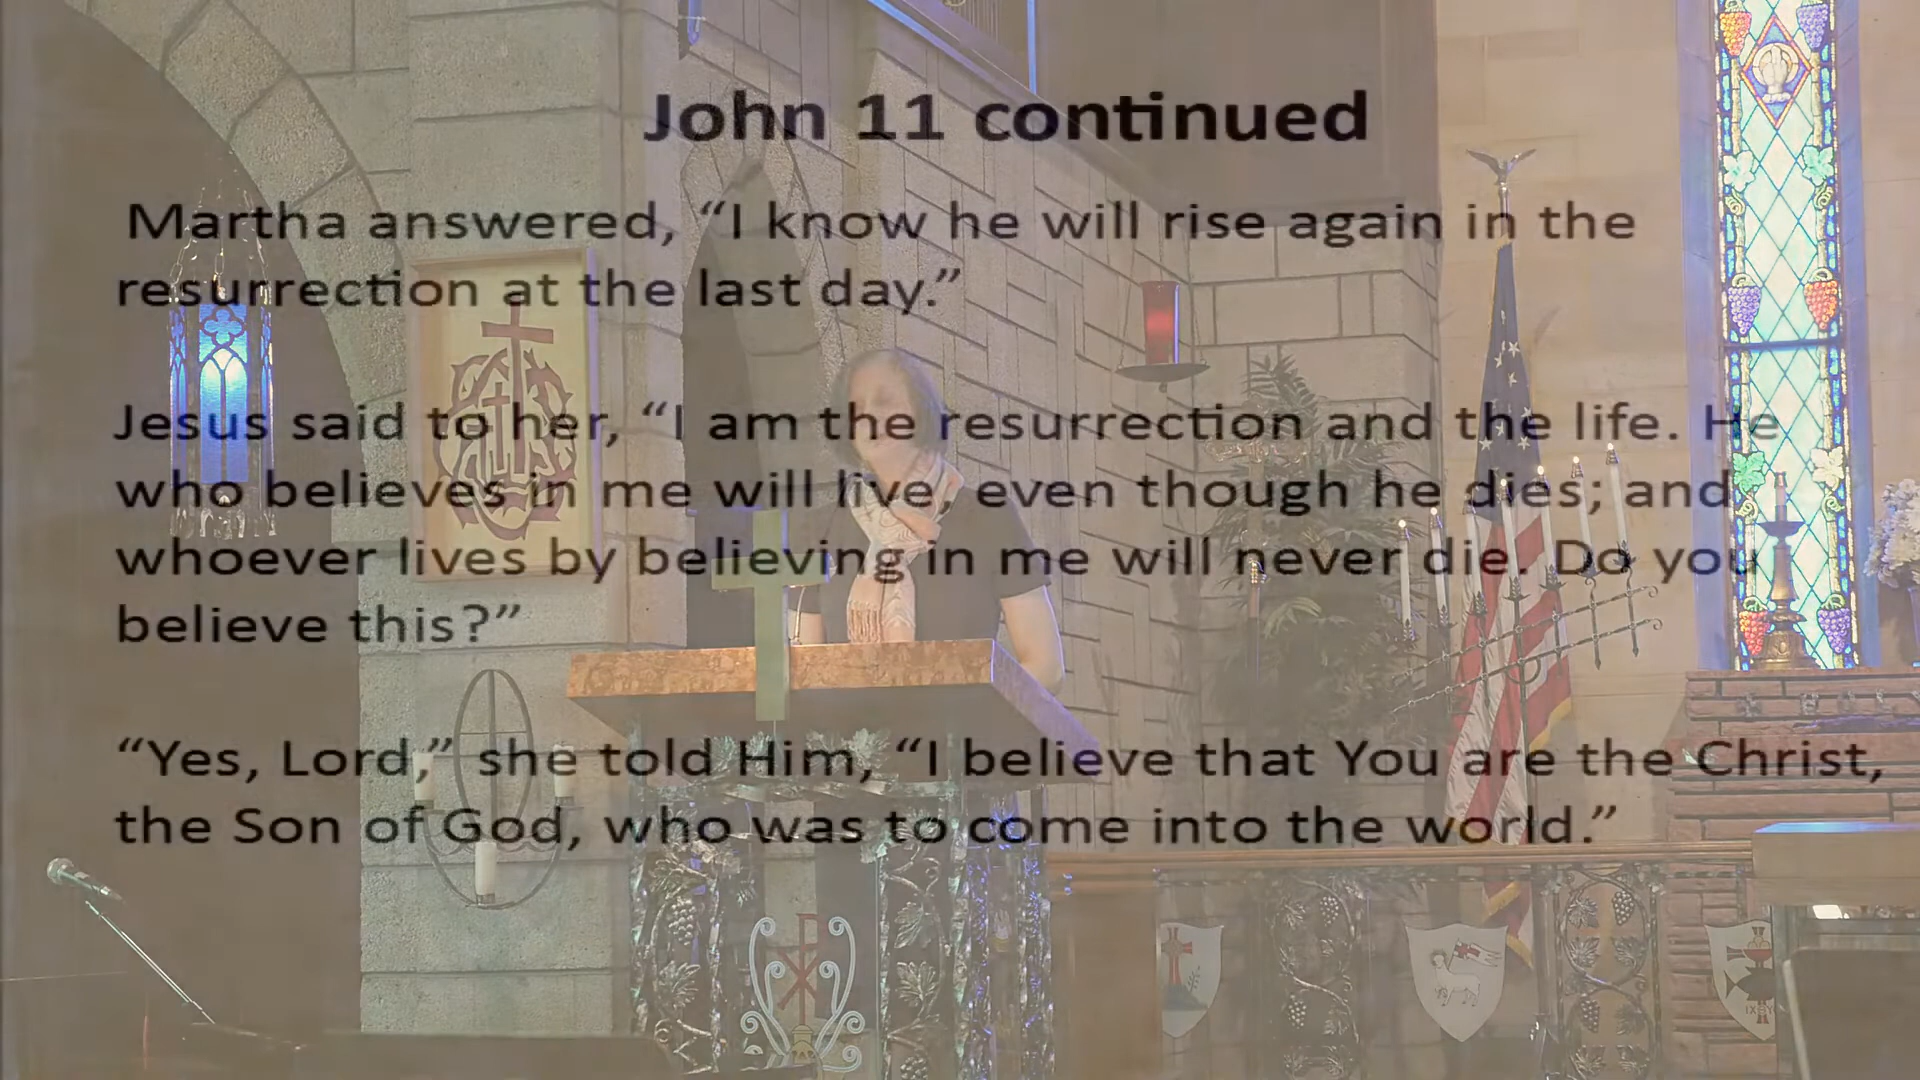 John 11 continued
Martha answered, “I know he will rise again in the
resurrection at the last day.”
Jesus said to her, “I am the resurrection and the life. He
who believes in me will live, even though he dies; and
whoever lives by believing in me will never die. Do you
believe this?”
“Yes, Lord,” she told Him, “I believe that You are the Christ,
the Son of God, who was to come into the world.”